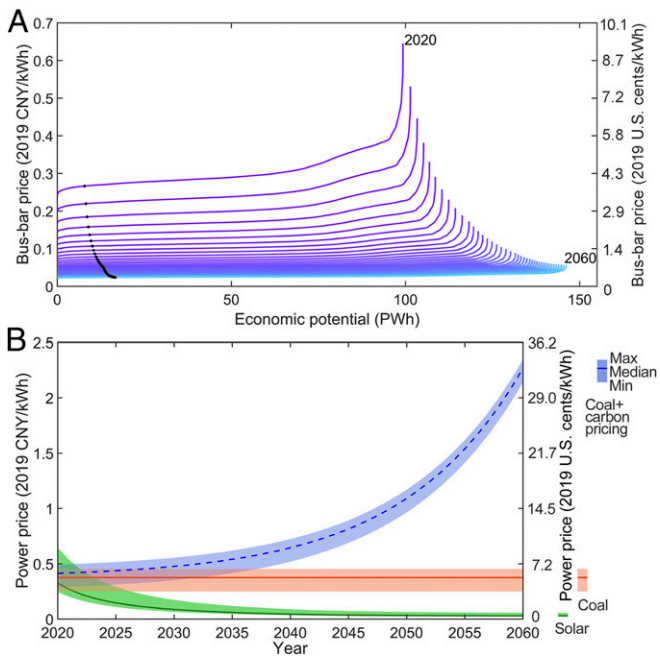 A
Bus-bar price (2019 CNY/kWh)
0.7
0.6
0.5
0.4
0.3
0.2
0.1
0
2020
2060
10.1
8.7
7.2
5.8
4.3
2.9
1.4
0
Bus-bar price (2019 U.S. cents/kWh)
0 50 100 150
Economic potential (PWh)
B
Power price (2019 CNY/kWh)
2.5
2
1.5
1
0.5
0
36.2
29.0
21.7
14.5
7.2
0
Power price (2019 U.S. cents/kWh)
2020 2025 2030 2035 2040 2045 2050 2055 2060
Year
Max
Median
Min
Coal+
carbon
pricing
Coal
Solar